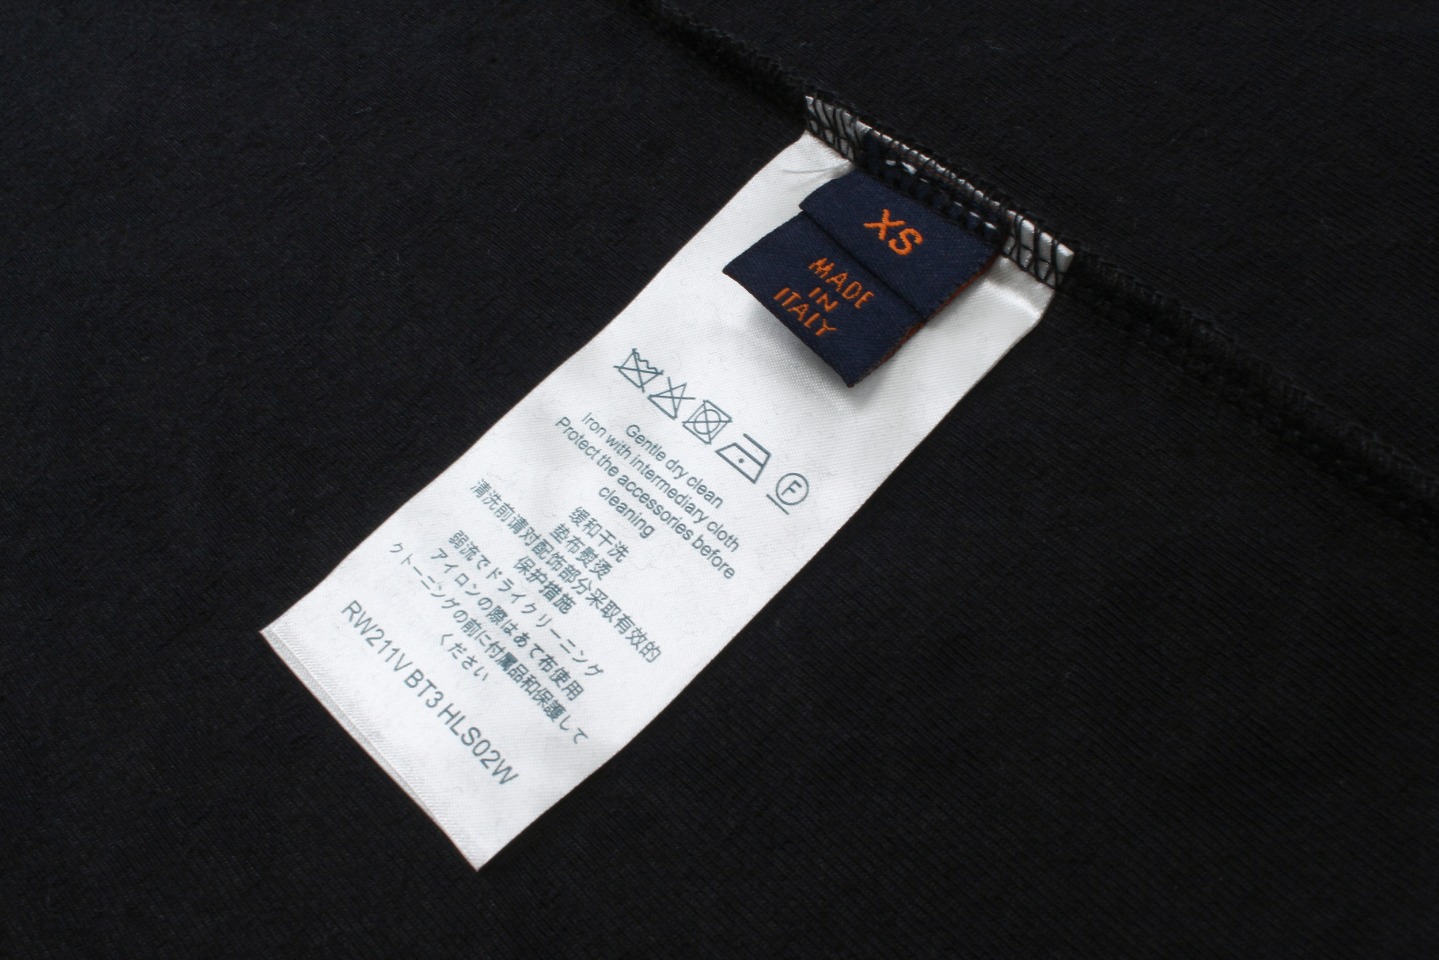 XS
MADE
IN
ITALY
F
Gentle dry clean
Iron with intermediary cloth
Protect the accessories before
cleaning
缓和干洗
垫布熨烫
清洗前请对配饰部分采取有效的
保护措施
弱流でドライクリーニング
アイロンの際はあて布使用
クトーニングの前に付属品和保護して
ください
RW211V BT3 HLS02W